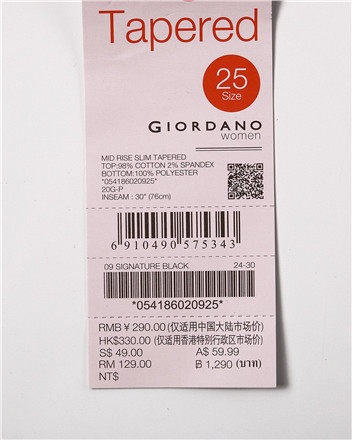 Tapered
25
Size
GIORDANO
women
MID RISE SLIM TAPERED
TOP:98% COTTON 2% SPANDEX
BOTTOM:100% POLYESTER
*054186020925*
20G-P
INSEAM : 30" (76cm)
6 910490 575343
09 SIGNATURE BLACK 24-30
*054186020925*
RMB ¥ 290.00 (仅适用中国大陆市场价)
HK$330.00 (仅适用香港特别行政区市场价)
S$ 49.00 A$ 59.99
RM 129.00 ฿ 1,290 (บาท)
NT$